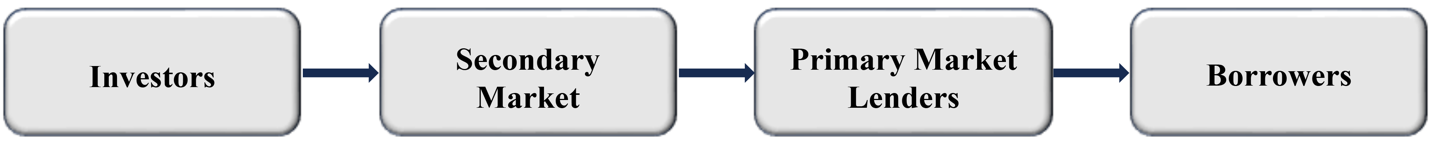 Investors
Secondary
Market
Primary Market
Lenders
Borrowers